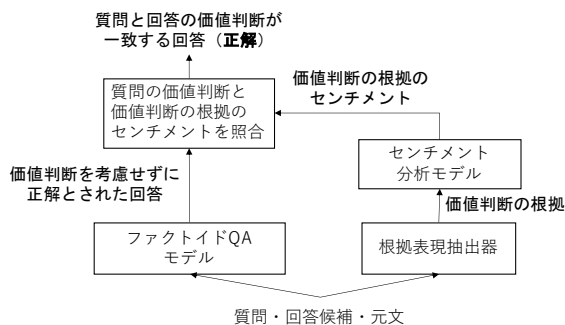 質問と回答の価値判断が
一致する回答（正解）
価値判断の根拠の
センチメント
質問の価値判断と
価値判断の根拠の
センチメントを照合
センチメント
分析モデル
価値判断を考慮せずに
正解とされた回答
価値判断の根拠
ファクトイドQA
モデル
根拠表現抽出器
質問・回答候補・元文